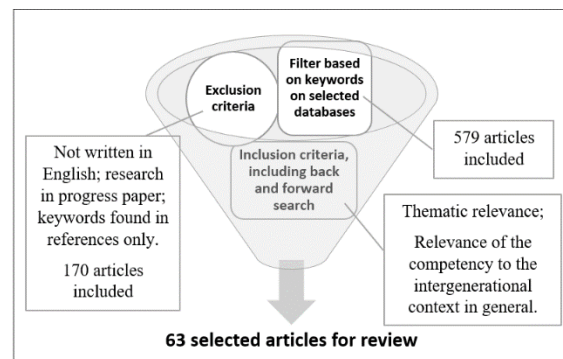 Exclusion
criteria
Filter based
on keywords
on selected
databases
579 articles
included
Not written in
English; research
in progress paper;
keywords found in
references only.
170 articles
included
Inclusion criteria,
including back
and forward
search
Thematic relevance;
Relevance of the
competency to the
intergenerational
context in general.
63 selected articles for review